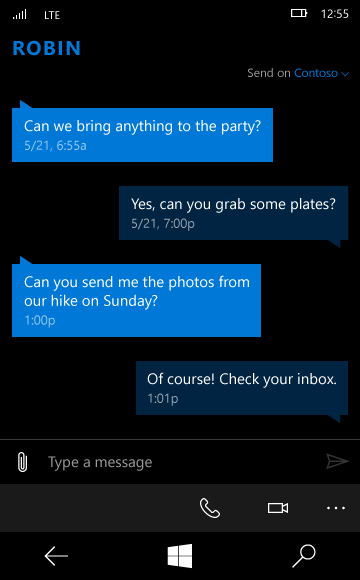 LTE 12:55
ROBIN
Send on Contoso
Can we bring anything to the party?
5/21, 6:55a
Yes, can you grab some plates?
5/21, 7:00p
Can you send me the photos from
our hike on Sunday?
1:00p
Of course! Check your inbox.
1:01p
Type a message